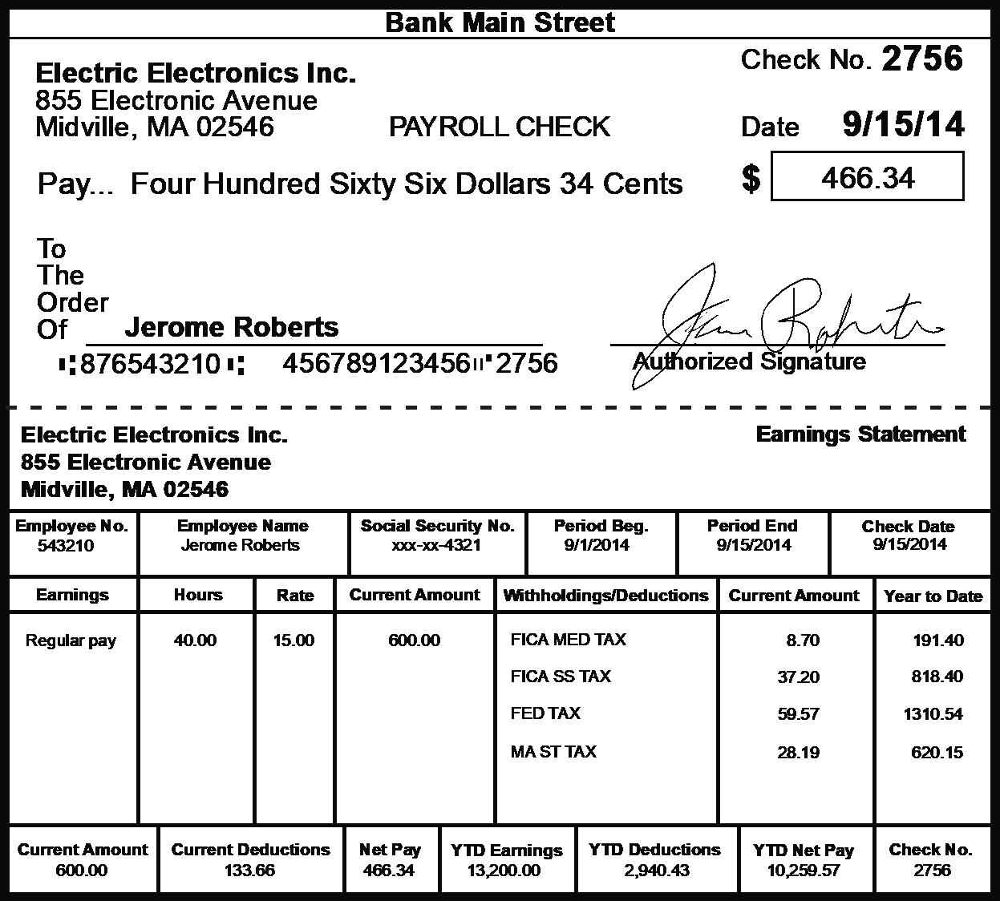 Bank Main Street
Electric Electronics Inc.
Check No. 2756
855 Electronic Avenue
Midville, MA 02546 PAYROLL CHECK Date 9/15/14
Pay... Four Hundred Sixty Six Dollars 34 Cents $ 466.34
To
The
Order
Of Jerome Roberts
Authorized Signature
⑆876543210⑆ 456789123456⑈2756
Electric Electronics Inc. Earnings Statement
855 Electronic Avenue
Midville, MA 02546
Employee No. Employee Name Social Security No. Period Beg. Period End Check Date
543210 Jerome Roberts xxx-xx-4321 9/1/2014 9/15/2014 9/15/2014
Earnings Hours Rate Current Amount Withholdings/Deductions Current Amount Year to Date
Regular pay 40.00 15.00 600.00 FICA MED TAX 8.70 191.40
FICA SS TAX 37.20 818.40
FED TAX 59.57 1310.54
MA ST TAX 28.19 620.15
Current Amount Current Deductions Net Pay YTD Earnings YTD Deductions YTD Net Pay Check No.
600.00 133.66 466.34 13,200.00 2,940.43 10,259.57 2756